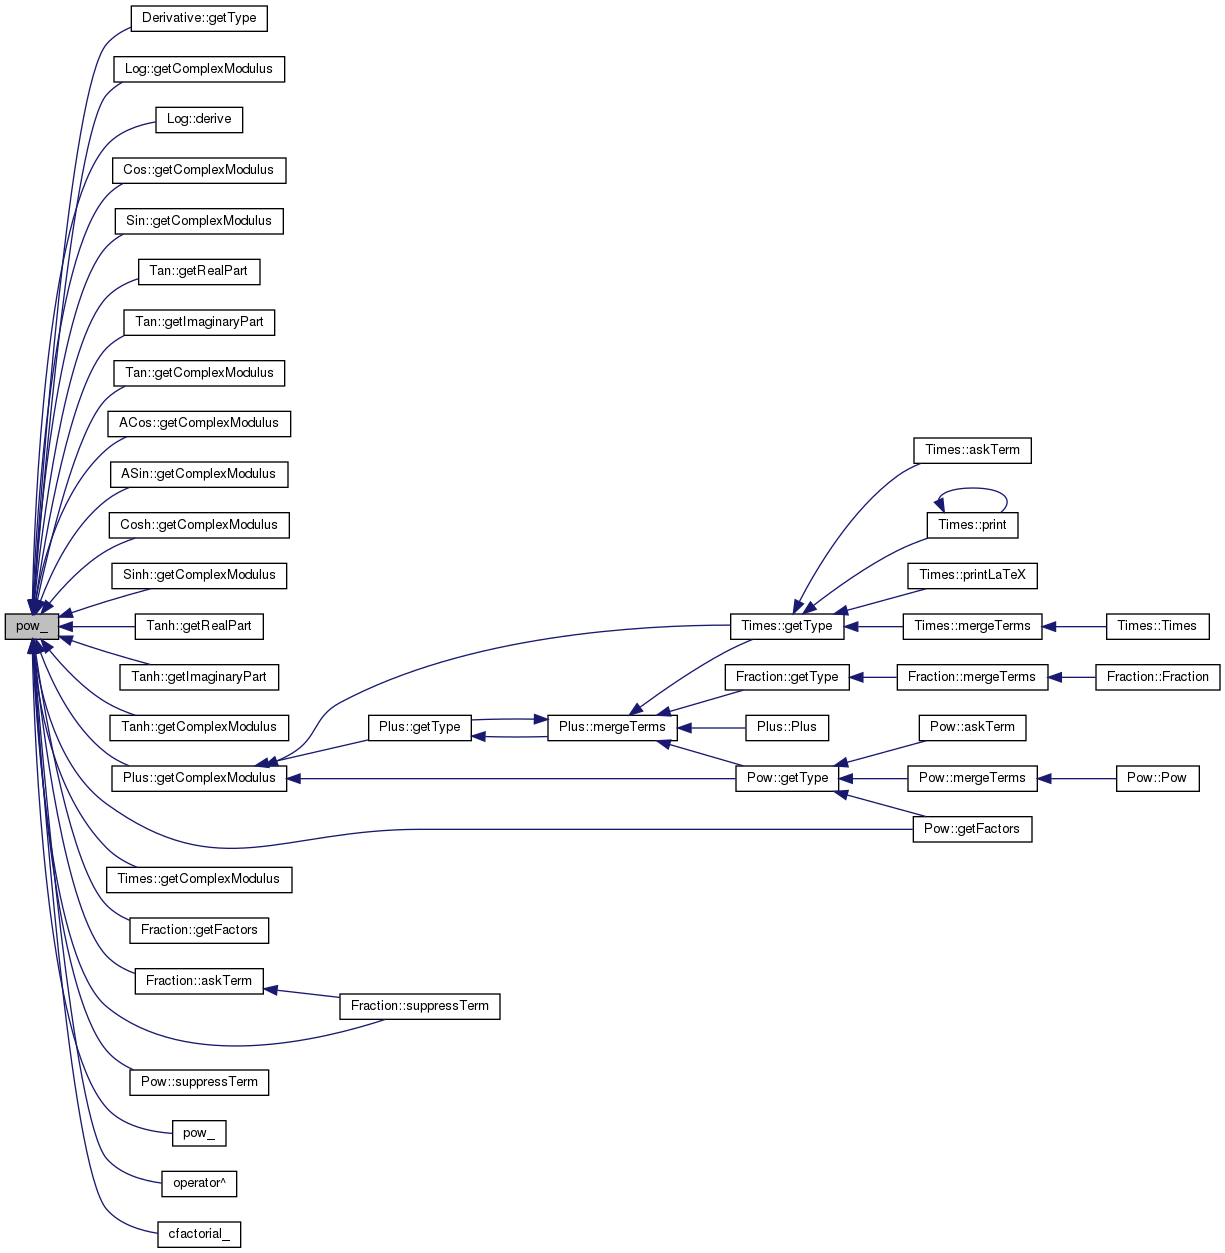 Derivative::getType
Log::getComplexModulus
Log::derive
Cos::getComplexModulus
Sin::getComplexModulus
Tan::getRealPart
Tan::getImaginaryPart
Tan::getComplexModulus
ACos::getComplexModulus
ASin::getComplexModulus
Cosh::getComplexModulus
Sinh::getComplexModulus
pow_
Tanh::getRealPart
Tanh::getImaginaryPart
Tanh::getComplexModulus
Plus::getComplexModulus
Times::getComplexModulus
Fraction::getFactors
Fraction::askTerm
Fraction::suppressTerm
Pow::suppressTerm
pow_
operator^
cfactorial_
Plus::getType
Plus::mergeTerms
Times::getType
Fraction::getType
Plus::Plus
Pow::getType
Times::askTerm
Times::print
Times::printLaTeX
Times::mergeTerms
Times::Times
Fraction::mergeTerms
Fraction::Fraction
Pow::askTerm
Pow::mergeTerms
Pow::Pow
Pow::getFactors